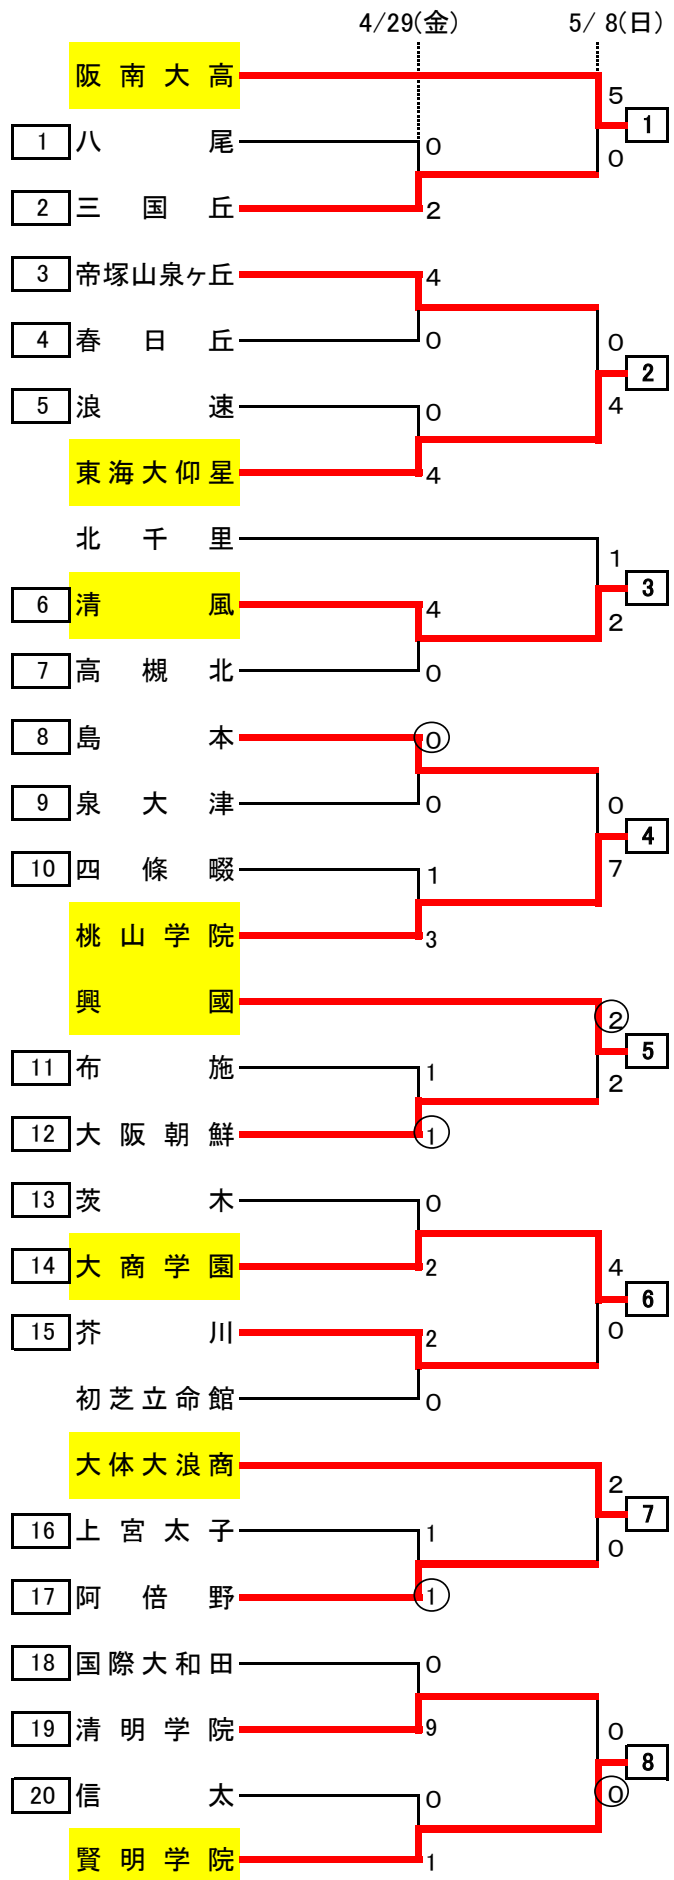 4/29(金) 5/ 8(日)
阪南大高
5
1
1 八尾 0
0
2 三国丘 2
3 帝塚山泉ヶ丘 4
4 春日丘 0 0
2
5 浪速 0 4
東海大仰星 4
北千里
1
3
6 清風 4 2
7 高槻北 0
8 島本 0
9 泉大津 0 0
4
10 四條畷 1 7
桃山学院 3
興國 2
5
11 布施 1 2
12 大阪朝鮮 1
13 茨木 0
14 大商学園 2 4
6
15 芥川 2 0
初芝立命館 0
大体大浪商
2
7
16 上宮太子 1 0
17 阿倍野 1
18 国際大和田 0
19 清明学院 9 0
8
20 信太 0 0
賢明学院 1